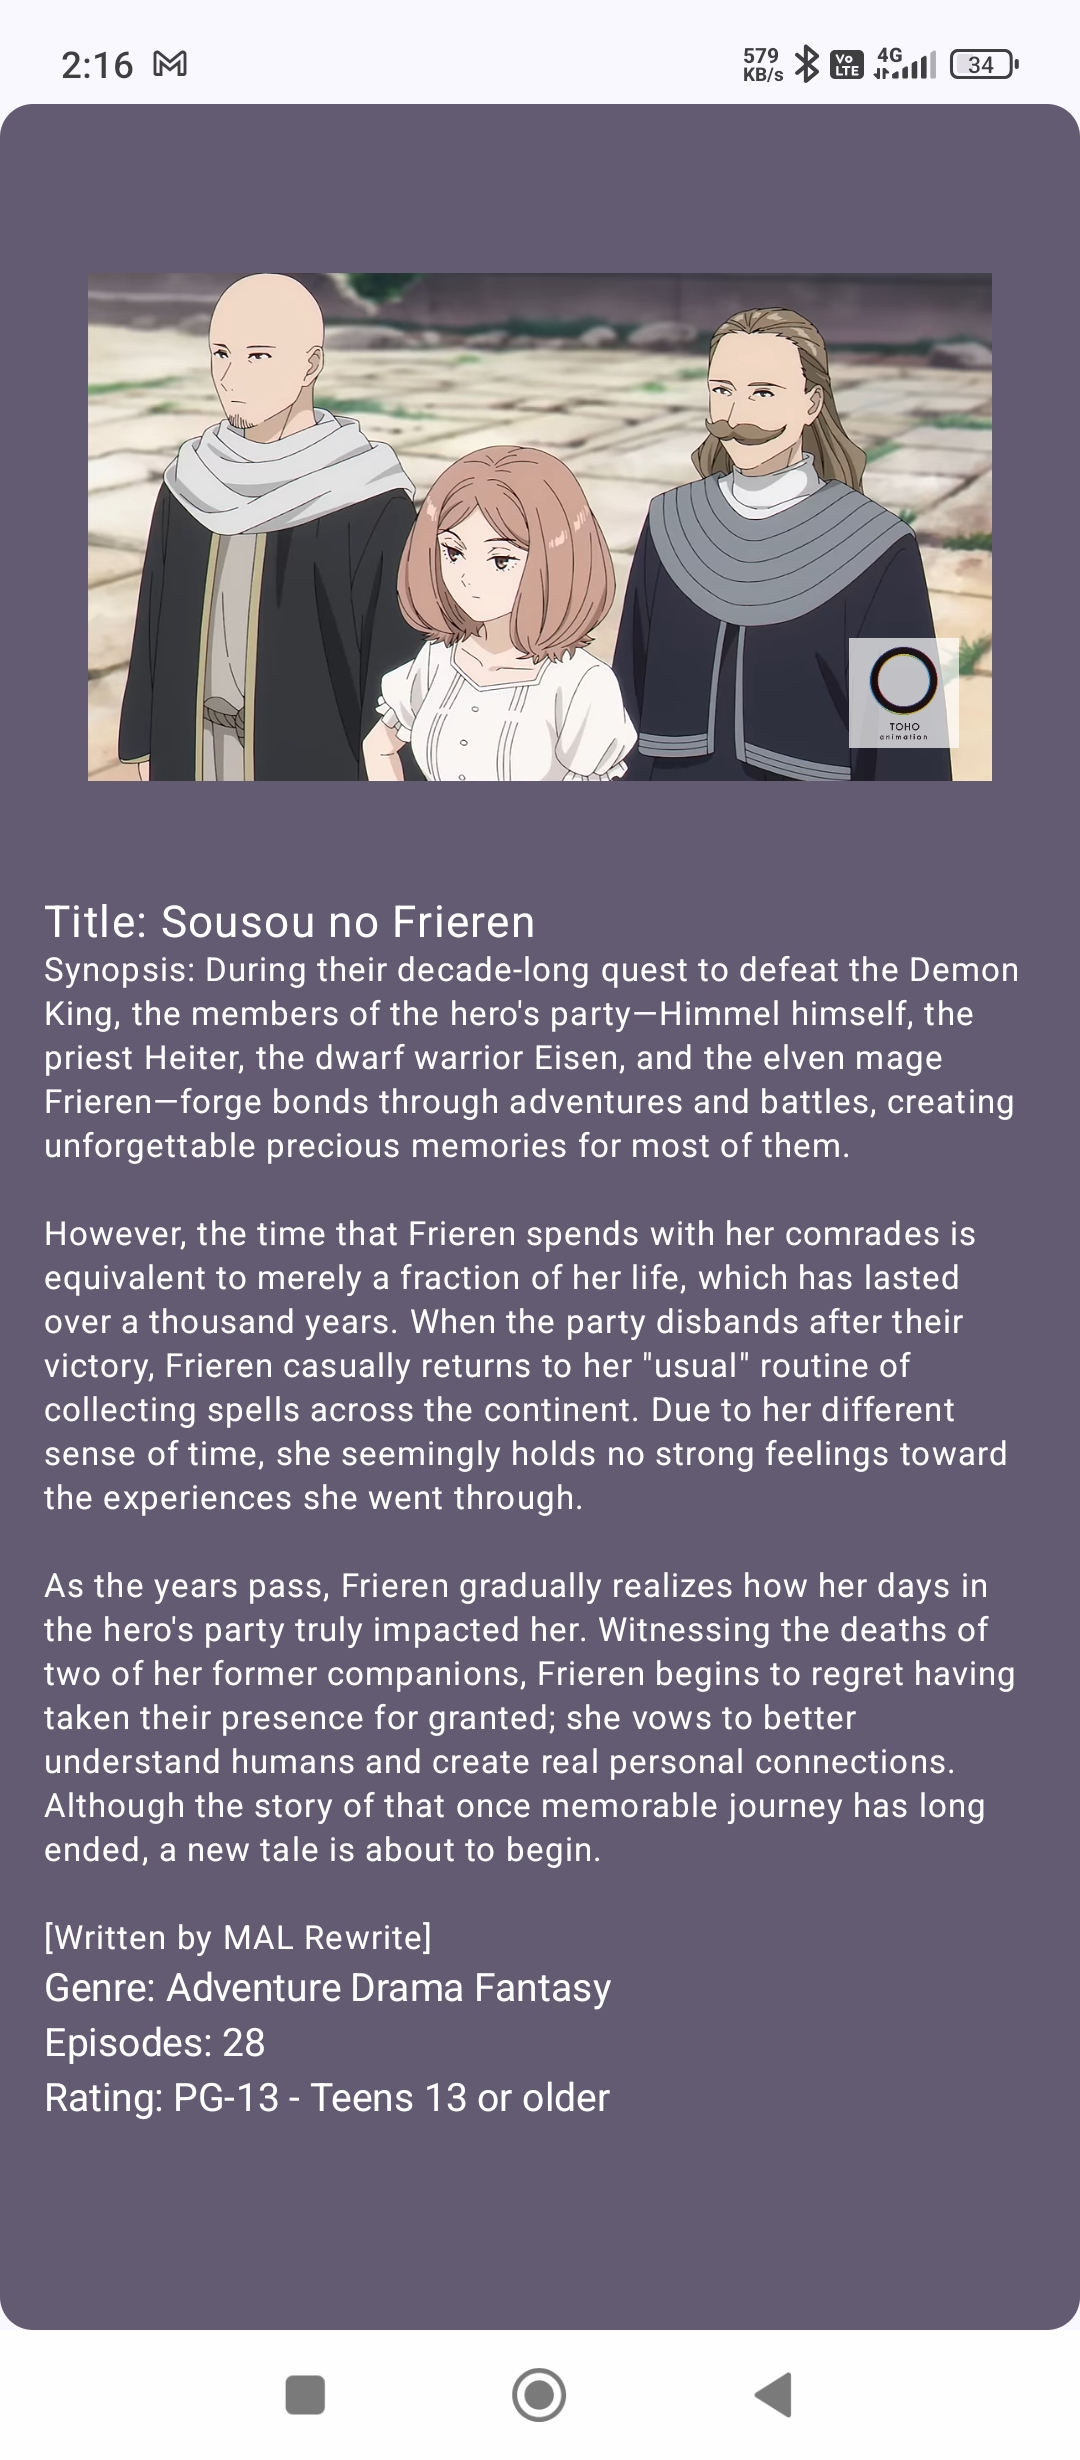 2:16
579
KB/s
Vo
LTE
4G
34
TOHO
animation
Title: Sousou no Frieren
Synopsis: During their decade-long quest to defeat the Demon
King, the members of the hero's party—Himmel himself, the
priest Heiter, the dwarf warrior Eisen, and the elven mage
Frieren—forge bonds through adventures and battles, creating
unforgettable precious memories for most of them.
However, the time that Frieren spends with her comrades is
equivalent to merely a fraction of her life, which has lasted
over a thousand years. When the party disbands after their
victory, Frieren casually returns to her "usual" routine of
collecting spells across the continent. Due to her different
sense of time, she seemingly holds no strong feelings toward
the experiences she went through.
As the years pass, Frieren gradually realizes how her days in
the hero's party truly impacted her. Witnessing the deaths of
two of her former companions, Frieren begins to regret having
taken their presence for granted; she vows to better
understand humans and create real personal connections.
Although the story of that once memorable journey has long
ended, a new tale is about to begin.
[Written by MAL Rewrite]
Genre: Adventure Drama Fantasy
Episodes: 28
Rating: PG-13 - Teens 13 or older